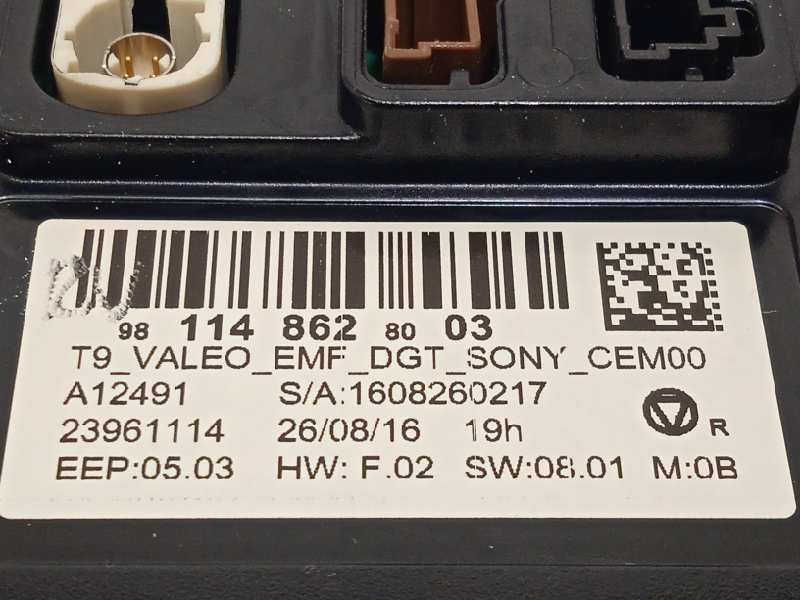 98 114 862 80 03
T9_VALEO_EMF_DGT_SONY_CEM00
A12491 S/A:1608260217
23961114 26/08/16 19h R
EEP:05.03 HW: F.02 SW:08.01 M:0B